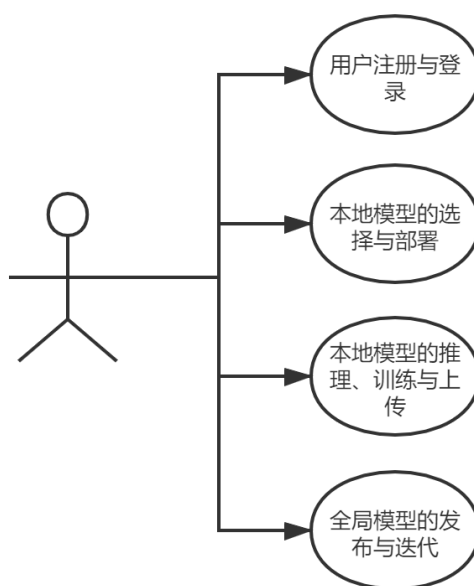 用户注册与登
录
本地模型的选
择与部署
本地模型的推
理、训练与上
传
全局模型的发
布与迭代